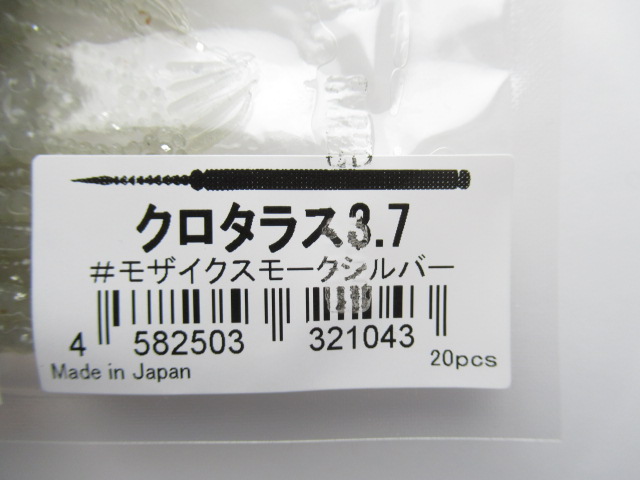 クロタラス3.7
#モザイクスモークシルバー
4 582503 321043
Made in Japan
20pcs